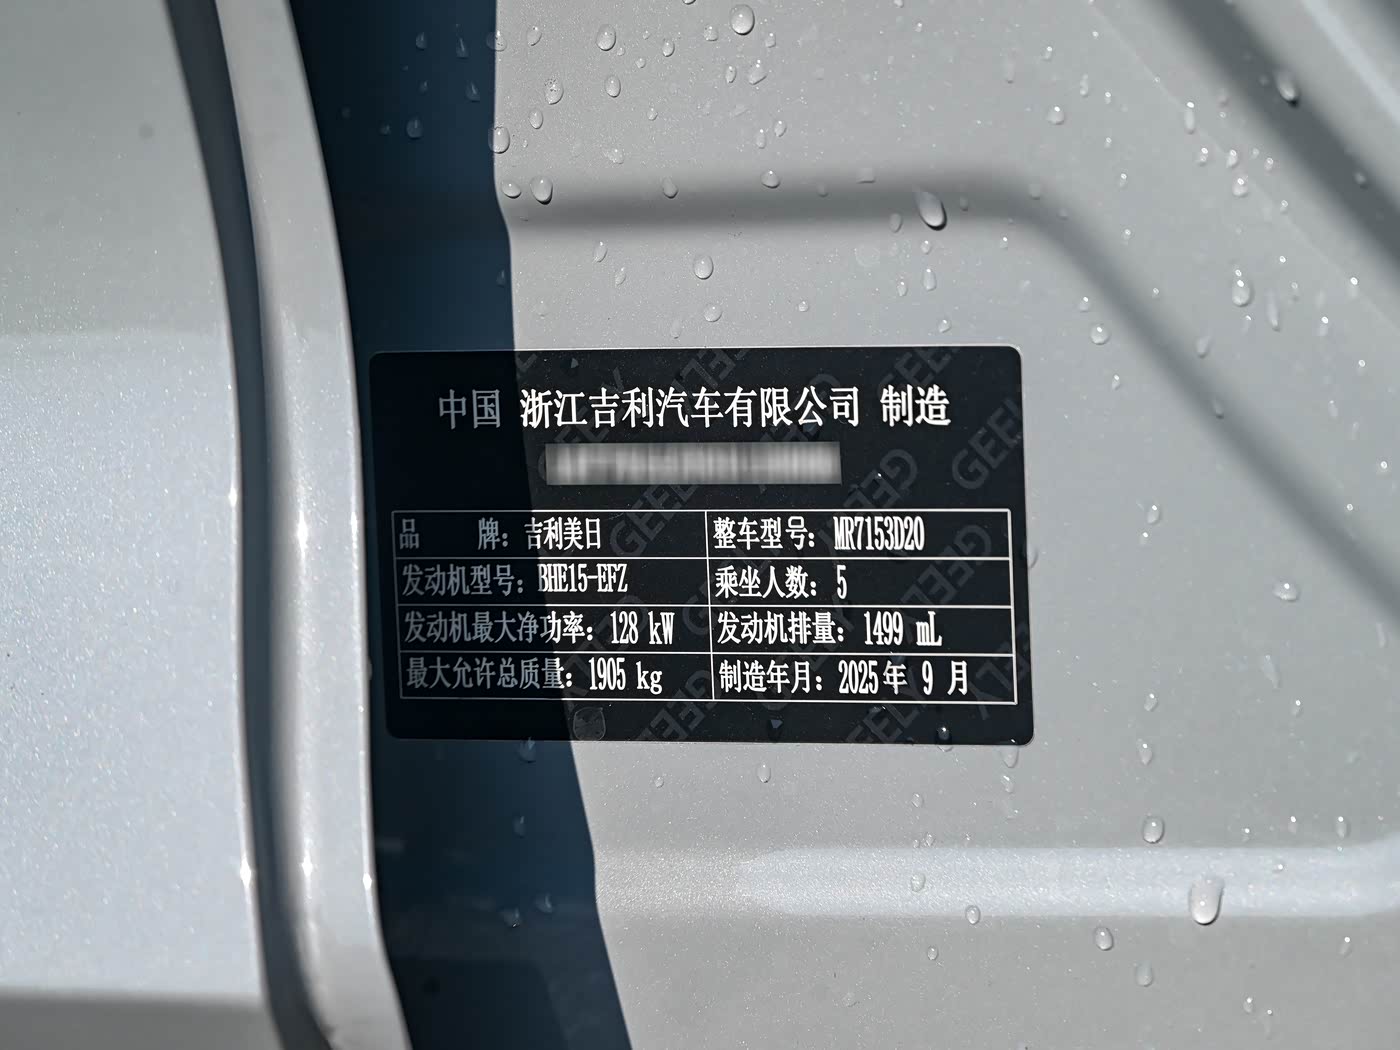 中国 浙江吉利汽车有限公司 制造
品 牌：吉利美日 整车型号：MR7153D20
发动机型号：BHE15-EFZ 乘坐人数：5
发动机最大净功率：128 kW 发动机排量：1499 mL
最大允许总质量：1905 kg 制造年月：2025年 9 月